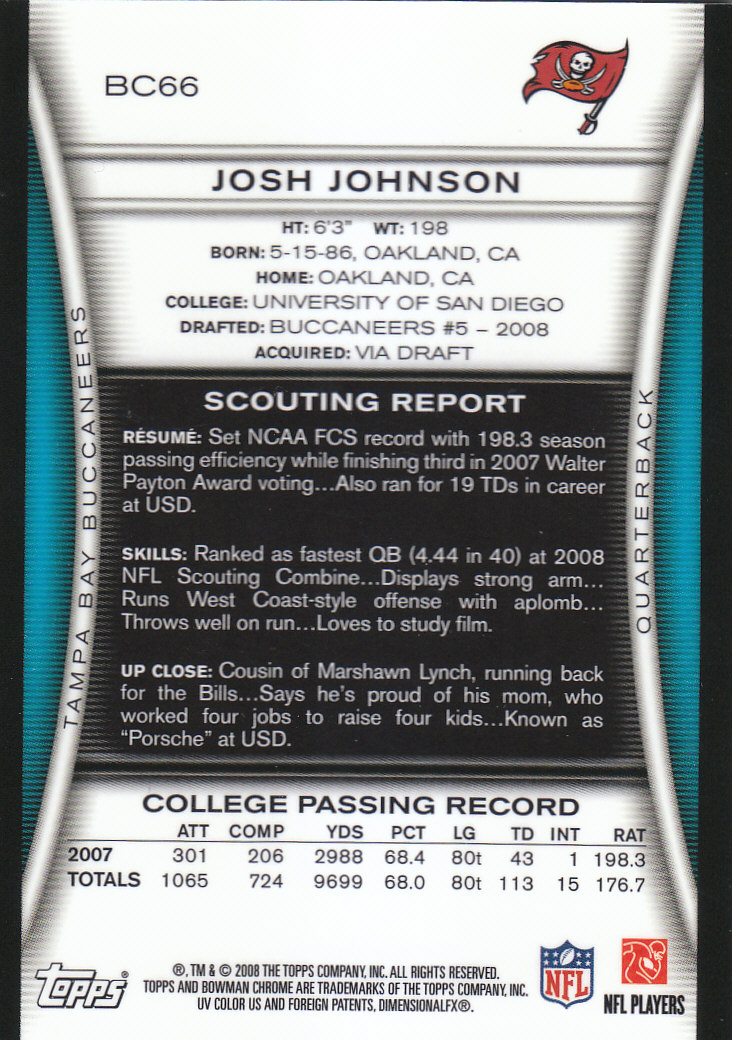 BC66
JOSH JOHNSON
HT: 6'3" WT: 198
BORN: 5-15-86, OAKLAND, CA
HOME: OAKLAND, CA
COLLEGE: UNIVERSITY OF SAN DIEGO
DRAFTED: BUCCANEERS #5 – 2008
ACQUIRED: VIA DRAFT
TAMPA BAY BUCCANEERS
QUARTERBACK
SCOUTING REPORT
RÉSUMÉ: Set NCAA FCS record with 198.3 season
passing efficiency while finishing third in 2007 Walter
Payton Award voting...Also ran for 19 TDs in career
at USD.
SKILLS: Ranked as fastest QB (4.44 in 40) at 2008
NFL Scouting Combine...Displays strong arm...
Runs West Coast-style offense with aplomb...
Throws well on run...Loves to study film.
UP CLOSE: Cousin of Marshawn Lynch, running back
for the Bills...Says he's proud of his mom, who
worked four jobs to raise four kids...Known as
"Porsche" at USD.
COLLEGE PASSING RECORD
ATT COMP YDS PCT LG TD INT RAT
2007 301 206 2988 68.4 80t 43 1 198.3
TOTALS 1065 724 9699 68.0 80t 113 15 176.7
Topps®
®, TM & © 2008 THE TOPPS COMPANY, INC. ALL RIGHTS RESERVED.
TOPPS AND BOWMAN CHROME ARE TRADEMARKS OF THE TOPPS COMPANY, INC.
UV COLOR US AND FOREIGN PATENTS, DIMENSIONALFX®.
NFL
NFL PLAYERS